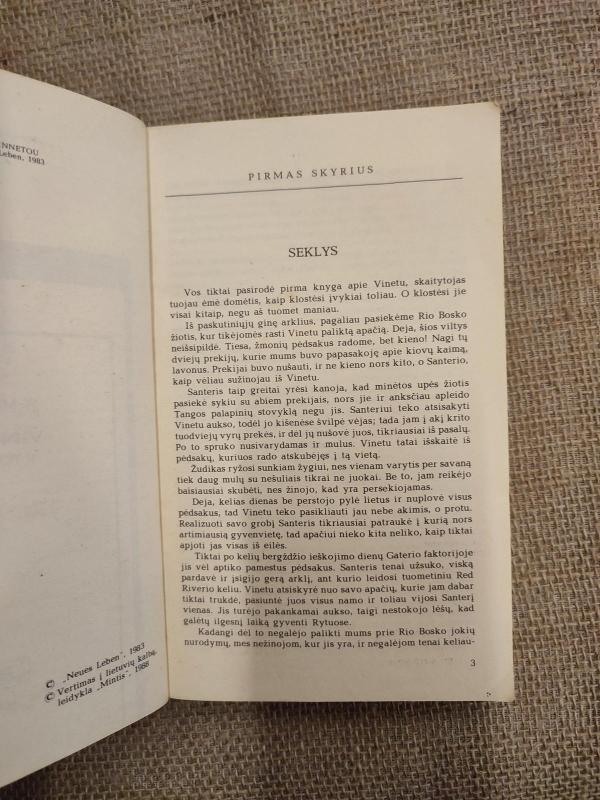 NNETOU
Leben, 1983
© „Neues Leben", 1983
© Vertimas į lietuvių kalbą,
leidykla „Mintis", 1988
PIRMAS SKYRIUS
SEKLYS
Vos tiktai pasirodė pirma knyga apie Vinetu, skaitytojas
tuojau ėmė domėtis, kaip klostėsi įvykiai toliau. O klostėsi jie
visai kitaip, negu aš tuomet maniau.
Iš paskutiniųjų ginę arklius, pagaliau pasiekėme Rio Bosko
žiotis, kur tikėjomės rasti Vinetu paliktą apačią. Deja, šios viltys
neišsipildė. Tiesa, žmonių pėdsakus radome, bet kieno! Nagi tų
dviejų prekijų, kurie mums buvo papasakoję apie kiovų kaimą,
lavonus. Prekijai buvo nušauti, ir ne kieno nors kito, o Santerio,
kaip vėliau sužinojau iš Vinetu.
Santeris taip greitai yrėsi kanoja, kad minėtos upės žiotis
pasiekė sykiu su abiem prekijais, nors jie ir anksčiau apleido
Tangos palapinių stovyklą negu jis. Santeriui teko atsisakyti
Vinetu aukso, todėl jo kišenėse švilpė vėjas; tada jam į akį krito
tuodviejų vyrų prekės, ir dėl jų nušovė juos, tikriausiai iš pasalų.
Po to spruko nusivarydamas ir mulus. Vinetu tatai išskaitė iš
pėdsakų, kuriuos rado atskubėjęs į tą vietą.
Žudikas ryžosi sunkiam žygiui, nes vienam varytis per savaną
tiek daug mulų su nešuliais tikrai ne juokai. Be to, jam reikėjo
baisiausiai skubėti, nes žinojo, kad yra persekiojamas.
Deja, kelias dienas be perstojo pylė lietus ir nuplovė visus
pėdsakus, tad Vinetu teko pasikliauti jau nebe akimis, o protu.
Realizuoti savo grobį Santeris tikriausiai patraukė į kurią nors
artimiausią gyvenvietę, tad apačiui nieko kita neliko, kaip tiktai
apjoti jas visas iš eilės.
Tiktai po kelių bergždžio ieškojimo dienų Gaterio faktorijoje
jis vėl aptiko pamestus pėdsakus. Santeris tenai užsuko, viską
pardavė ir įsigijo gerą arklį, ant kurio leidosi tuometiniu Red
Riverio keliu. Vinetu atsiskyrė nuo savo apačių, kurie jam dabar
tiktai trukdė, pasiuntė juos visus namo ir toliau vijosi Santerį
vienas. Jis turėjo pakankamai aukso, taigi nestokojo lėšų, kad
galėtų ilgesnį laiką gyventi Rytuose.
Kadangi dėl to negalėjo palikti mums prie Rio Bosko jokių
nurodymų, mes nežinojom, kur jis yra, ir negalėjom tenai keliau-
3